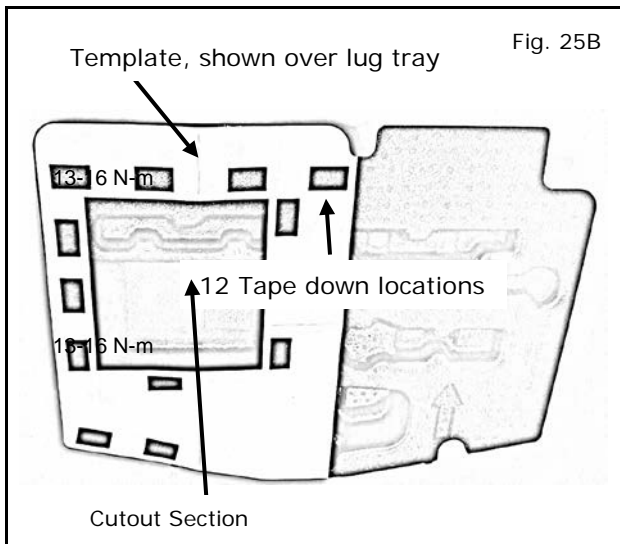 Fig. 25B
Template, shown over lug tray
13-16 N-m
12 Tape down locations
13-16 N-m
Cutout Section